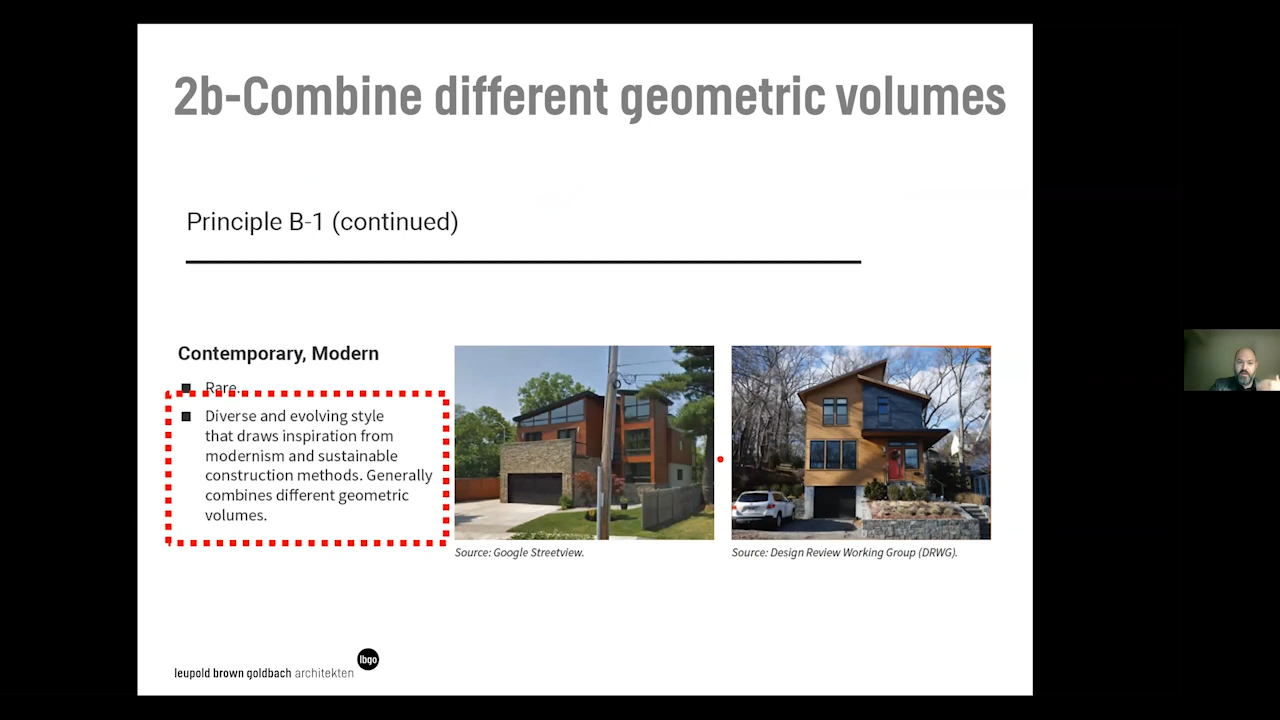 2b-Combine different geometric volumes
Principle B-1 (continued)
Contemporary, Modern
Rare.
Diverse and evolving style
that draws inspiration from
modernism and sustainable
construction methods. Generally
combines different geometric
volumes.
Source: Google Streetview.
Source: Design Review Working Group (DRWG).
lbgo
leupold brown goldbach architekten